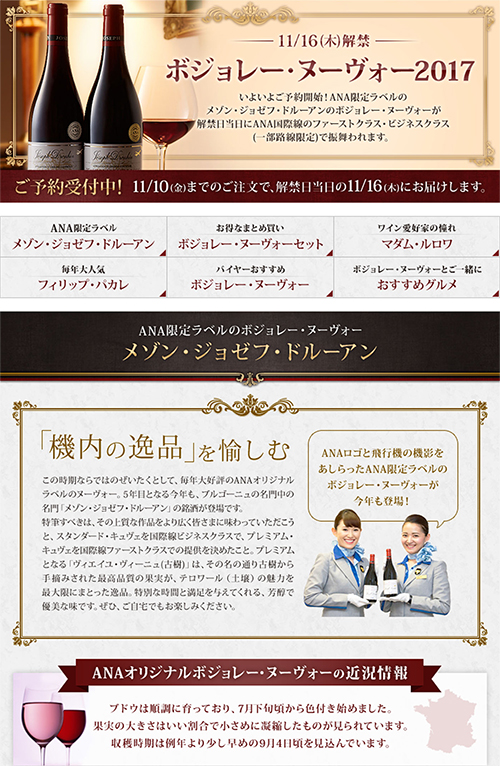 11/16(木)解禁
ボジョレー・ヌーヴォー2017
いよいよご予約開始！ANA限定ラベルの
メゾン・ジョゼフ・ドルーアンのボジョレー・ヌーヴォーが
解禁日当日にANA国際線のファーストクラス・ビジネスクラス
(一部路線限定)で振舞われます。
ご予約受付中！ 11/10(金)までのご注文で、解禁日当日の11/16(木)にお届けします。
ANA限定ラベル
メゾン・ジョゼフ・ドルーアン
お得なまとめ買い
ボジョレー・ヌーヴォーセット
ワイン愛好家の憧れ
マダム・ルロワ
毎年大人気
フィリップ・パカレ
バイヤーおすすめ
ボジョレー・ヌーヴォー
ボジョレー・ヌーヴォーとご一緒に
おすすめグルメ
ANA限定ラベルのボジョレー・ヌーヴォー
メゾン・ジョゼフ・ドルーアン
「機内の逸品」を愉しむ
この時期ならではのぜいたくとして、毎年大好評のANAオリジナル
ラベルのヌーヴォー。5年目となる今年も、ブルゴーニュの名門中の
名門「メゾン・ジョゼフ・ドルーアン」の銘酒が登場です。
特筆すべきは、その上質な作品をより広く皆さまに味わっていただこう
と、スタンダード・キュヴェを国際線ビジネスクラスで、プレミアム・
キュヴェを国際線ファーストクラスでの提供を決めたこと。プレミアム
となる「ヴィエイユ・ヴィーニュ(古樹)」は、その名の通り古樹から
手摘みされた最高品質の果実が、テロワール（土壌）の魅力を
最大限にまとった逸品。特別な時間と満足を与えてくれる、芳醇で
優美な味です。ぜひ、ご自宅でもお楽しみください。
ANAロゴと飛行機の機影を
あしらったANA限定ラベルの
ボジョレー・ヌーヴォーが
今年も登場！
ANAオリジナルボジョレー・ヌーヴォーの近況情報
ブドウは順調に育っており、7月下旬頃から色付き始めました。
果実の大きさはいい割合で小さめに凝縮したものが見られています。
収穫時期は例年より少し早めの9月4日頃を見込んでいます。